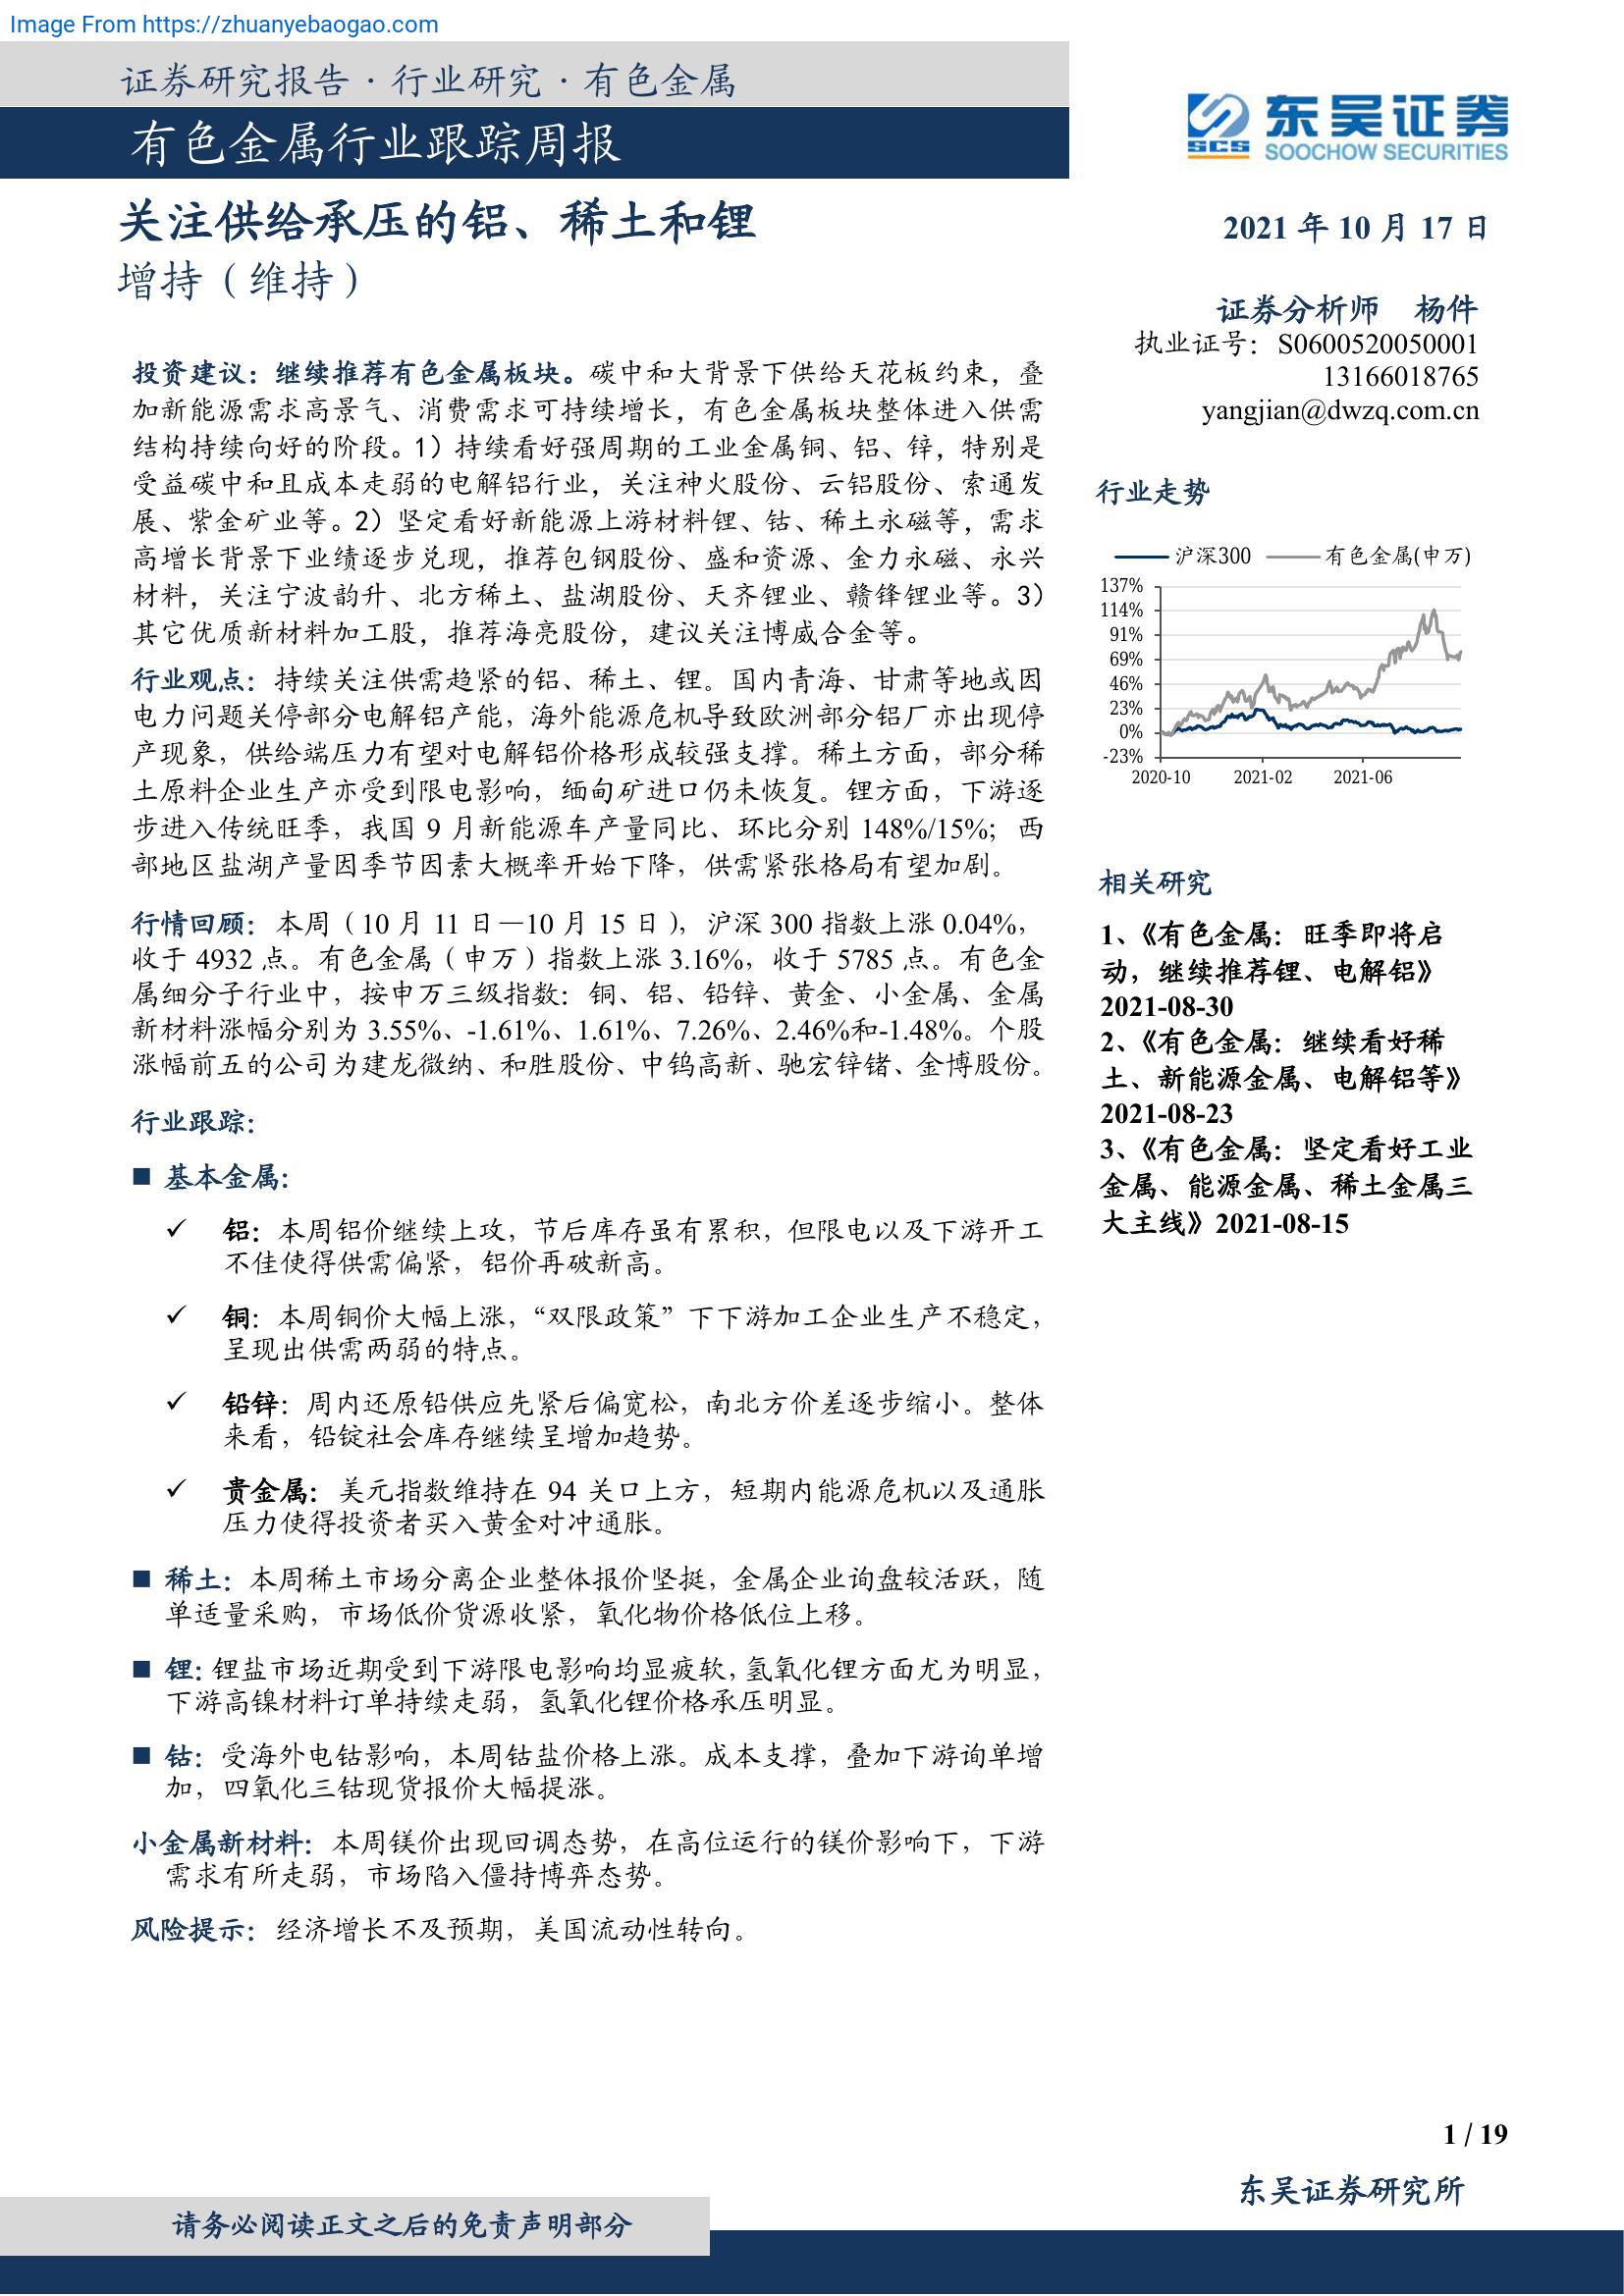 Image From https://zhuanyebaogao.com
证券研究报告·行业研究·有色金属
有色金属行业跟踪周报
东吴证券
SCS
SOOCHOW SECURITIES
关注供给承压的铝、稀土和锂
增持（维持）
2021 年 10 月 17 日
证券分析师 杨件
执业证号：S0600520050001
13166018765
yangjian@dwzq.com.cn
投资建议：继续推荐有色金属板块。碳中和大背景下供给天花板约束，叠
加新能源需求高景气、消费需求可持续增长，有色金属板块整体进入供需
结构持续向好的阶段。1）持续看好强周期的工业金属铜、铝、锌，特别是
受益碳中和且成本走弱的电解铝行业，关注神火股份、云铝股份、索通发
展、紫金矿业等。2）坚定看好新能源上游材料锂、钴、稀土永磁等，需求
高增长背景下业绩逐步兑现，推荐包钢股份、盛和资源、金力永磁、永兴
材料，关注宁波韵升、北方稀土、盐湖股份、天齐锂业、赣锋锂业等。3）
其它优质新材料加工股，推荐海亮股份，建议关注博威合金等。
行业观点：持续关注供需趋紧的铝、稀土、锂。国内青海、甘肃等地或因
电力问题关停部分电解铝产能，海外能源危机导致欧洲部分铝厂亦出现停
产现象，供给端压力有望对电解铝价格形成较强支撑。稀土方面，部分稀
土原料企业生产亦受到限电影响，缅甸矿进口仍未恢复。锂方面，下游逐
步进入传统旺季，我国 9 月新能源车产量同比、环比分别 148%/15%；西
部地区盐湖产量因季节因素大概率开始下降，供需紧张格局有望加剧。
行情回顾：本周（10 月 11 日—10 月 15 日），沪深 300 指数上涨 0.04%，
收于 4932 点。有色金属（申万）指数上涨 3.16%，收于 5785 点。有色金
属细分子行业中，按申万三级指数：铜、铝、铅锌、黄金、小金属、金属
新材料涨幅分别为 3.55%、-1.61%、1.61%、7.26%、2.46%和-1.48%。个股
涨幅前五的公司为建龙微纳、和胜股份、中钨高新、驰宏锌锗、金博股份。
行业跟踪：
■ 基本金属：
✓ 铝：本周铝价继续上攻，节后库存虽有累积，但限电以及下游开工
不佳使得供需偏紧，铝价再破新高。
✓ 铜：本周铜价大幅上涨，“双限政策”下下游加工企业生产不稳定，
呈现出供需两弱的特点。
✓ 铅锌：周内还原铅供应先紧后偏宽松，南北方价差逐步缩小。整体
来看，铅锭社会库存继续呈增加趋势。
✓ 贵金属：美元指数维持在 94 关口上方，短期内能源危机以及通胀
压力使得投资者买入黄金对冲通胀。
■ 稀土：本周稀土市场分离企业整体报价坚挺，金属企业询盘较活跃，随
单适量采购，市场低价货源收紧，氧化物价格低位上移。
■ 锂：锂盐市场近期受到下游限电影响均显疲软，氢氧化锂方面尤为明显，
下游高镍材料订单持续走弱，氢氧化锂价格承压明显。
■ 钴：受海外电钴影响，本周钴盐价格上涨。成本支撑，叠加下游询单增
加，四氧化三钴现货报价大幅提涨。
小金属新材料：本周镁价出现回调态势，在高位运行的镁价影响下，下游
需求有所走弱，市场陷入僵持博弈态势。
风险提示：经济增长不及预期，美国流动性转向。
行业走势
沪深300 有色金属(申万)
137%
114%
91%
69%
46%
23%
0%
-23%
2020-10 2021-02 2021-06
相关研究
1、《有色金属：旺季即将启
动，继续推荐锂、电解铝》
2021-08-30
2、《有色金属：继续看好稀
土、新能源金属、电解铝等》
2021-08-23
3、《有色金属：坚定看好工业
金属、能源金属、稀土金属三
大主线》2021-08-15
1 / 19
东吴证券研究所
请务必阅读正文之后的免责声明部分